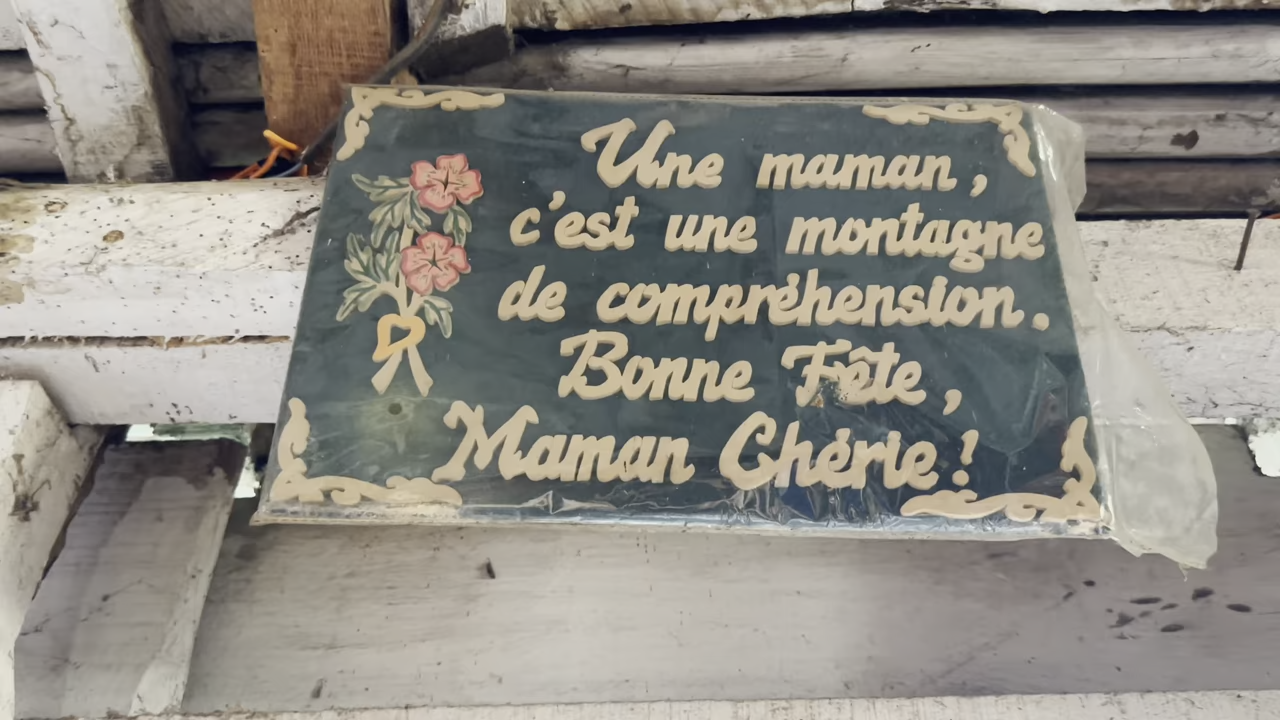 Une maman,
c'est une montagne
de compréhension.
Bonne Fête,
Maman Chérie!